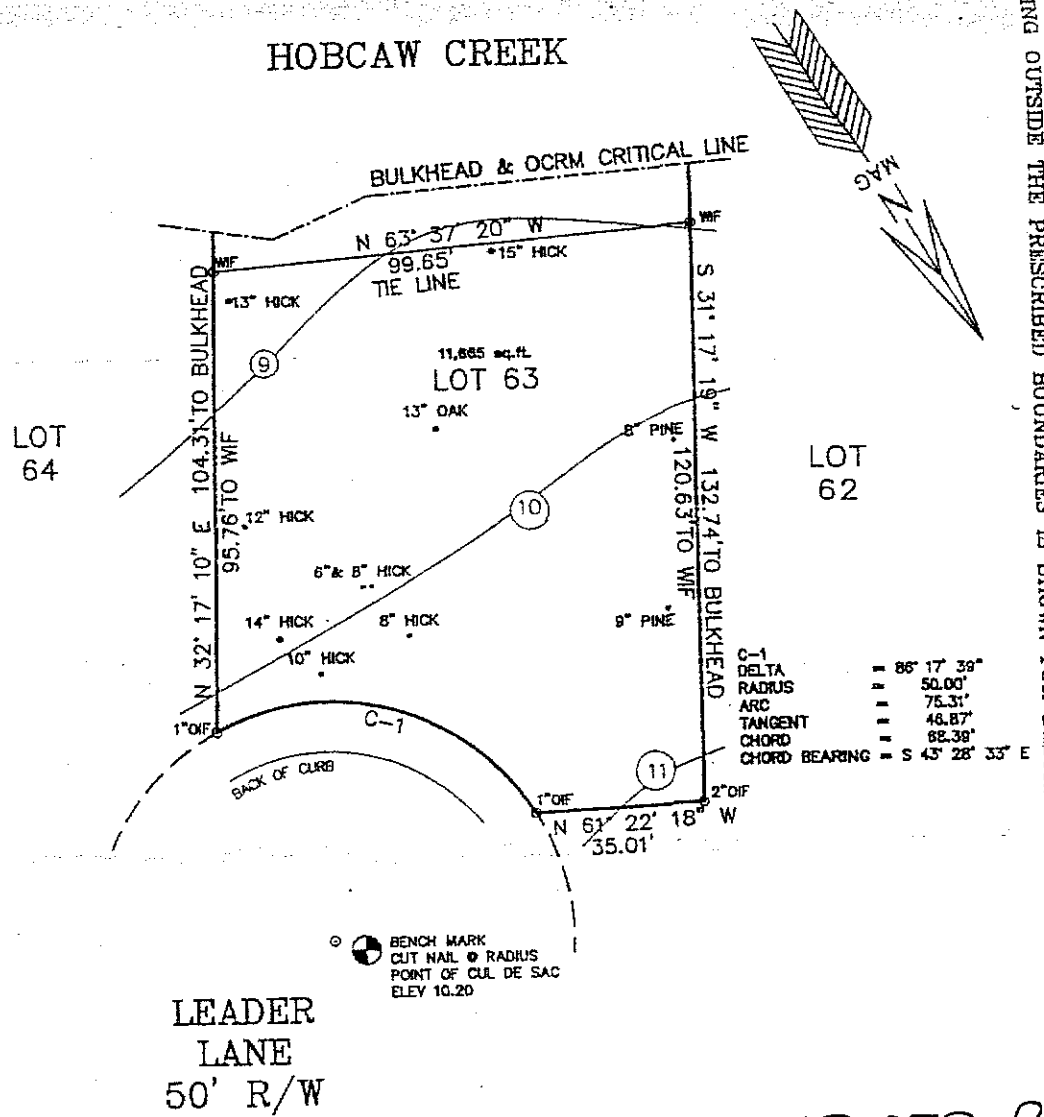 HOBCAW CREEK
ING OUTSIDE THE PRESCRIBED BOUNDARIES
MAG
N
BULKHEAD & OCRM CRITICAL LINE
N 63° 37' 20" W
99.65'
TIE LINE
WIF
WIF
15" HICK
13" HICK
9
11,665 sq.ft.
LOT 63
13" OAK
8" PINE
LOT
64
LOT
62
N 32° 17' 10" E 104.31' TO BULKHEAD
95.76' TO WIF
S 31° 17' 19" W 132.74' TO BULKHEAD
120.63' TO WIF
10
12" HICK
6"& 8" HICK
14" HICK
8" HICK
9" PINE
10" HICK
1"OIF
C-1
BACK OF CURB
C-1
DELTA = 86° 17' 39"
RADIUS = 50.00'
ARC = 75.31'
TANGENT = 46.87'
CHORD = 68.39'
CHORD BEARING = S 43° 28' 33" E
11
1"OIF
2"OIF
N 61° 22' 18" W
35.01'
BENCH MARK
CUT NAIL @ RADIUS
POINT OF CUL DE SAC
ELEV 10.20
LEADER
LANE
50' R/W